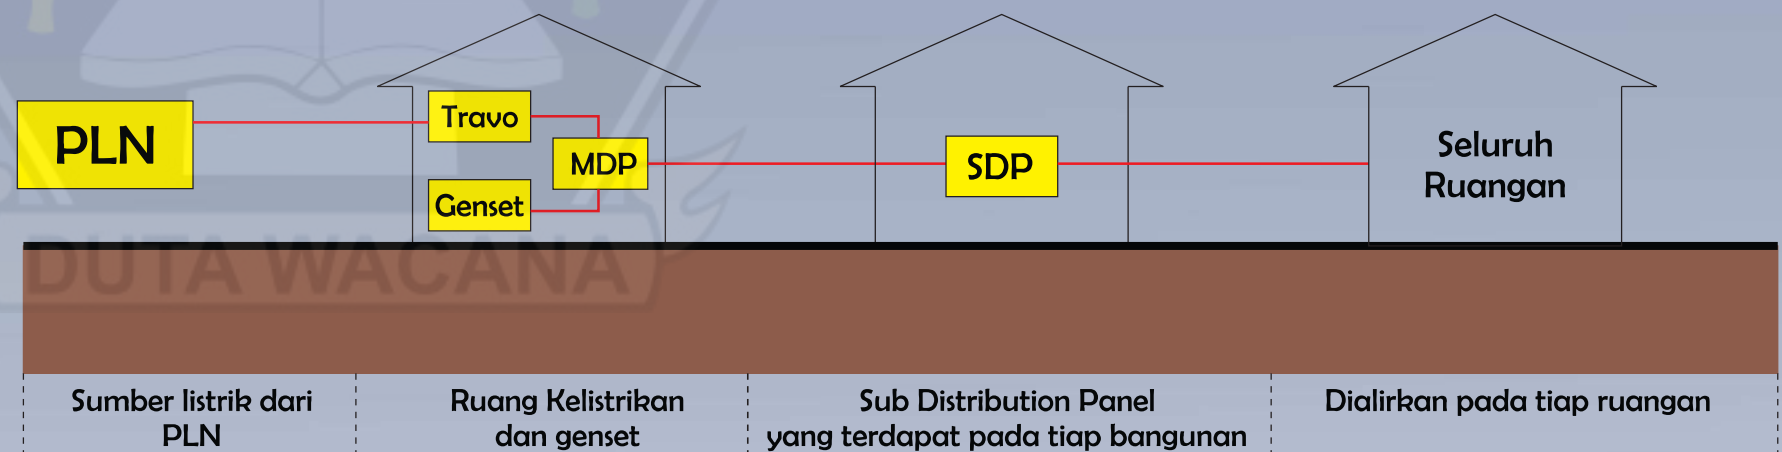 PLN
Travo
MDP
Genset
SDP
Seluruh
Ruangan
DUTA WACANA
Sumber listrik dari
PLN
Ruang Kelistrikan
dan genset
Sub Distribution Panel
yang terdapat pada tiap bangunan
Dialirkan pada tiap ruangan